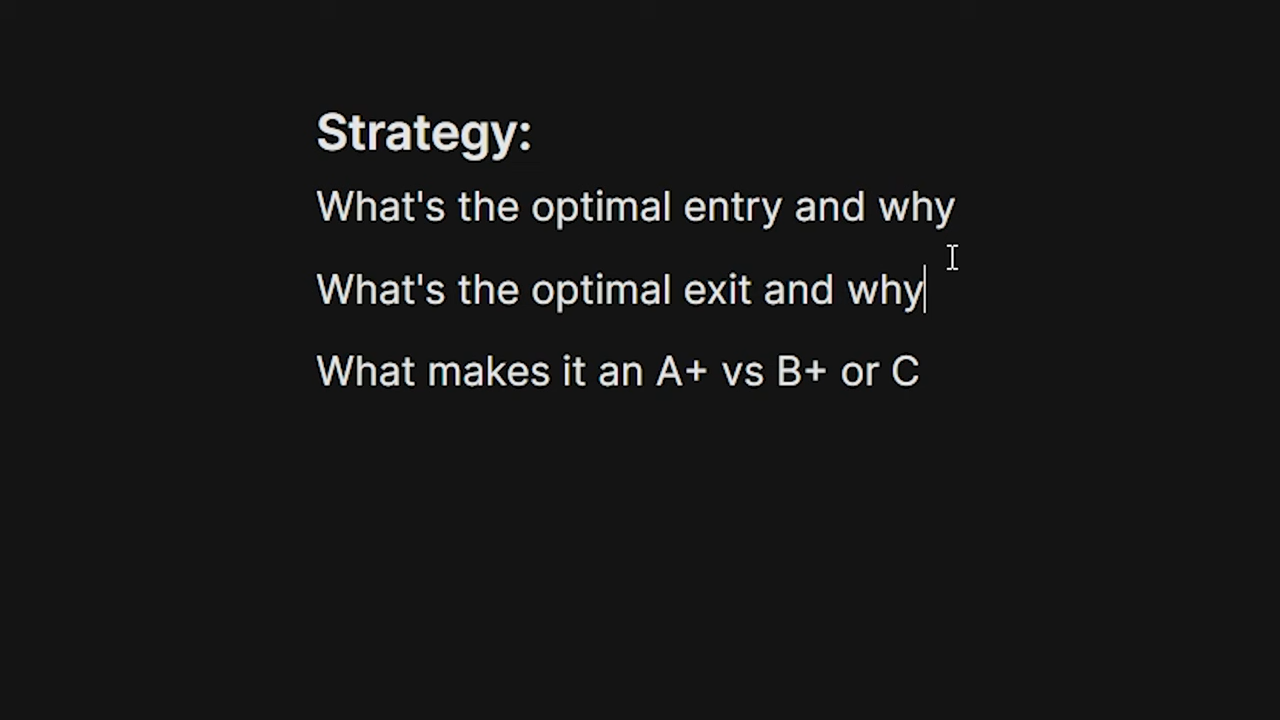 Strategy:
What's the optimal entry and why
What's the optimal exit and why
What makes it an A+ vs B+ or C